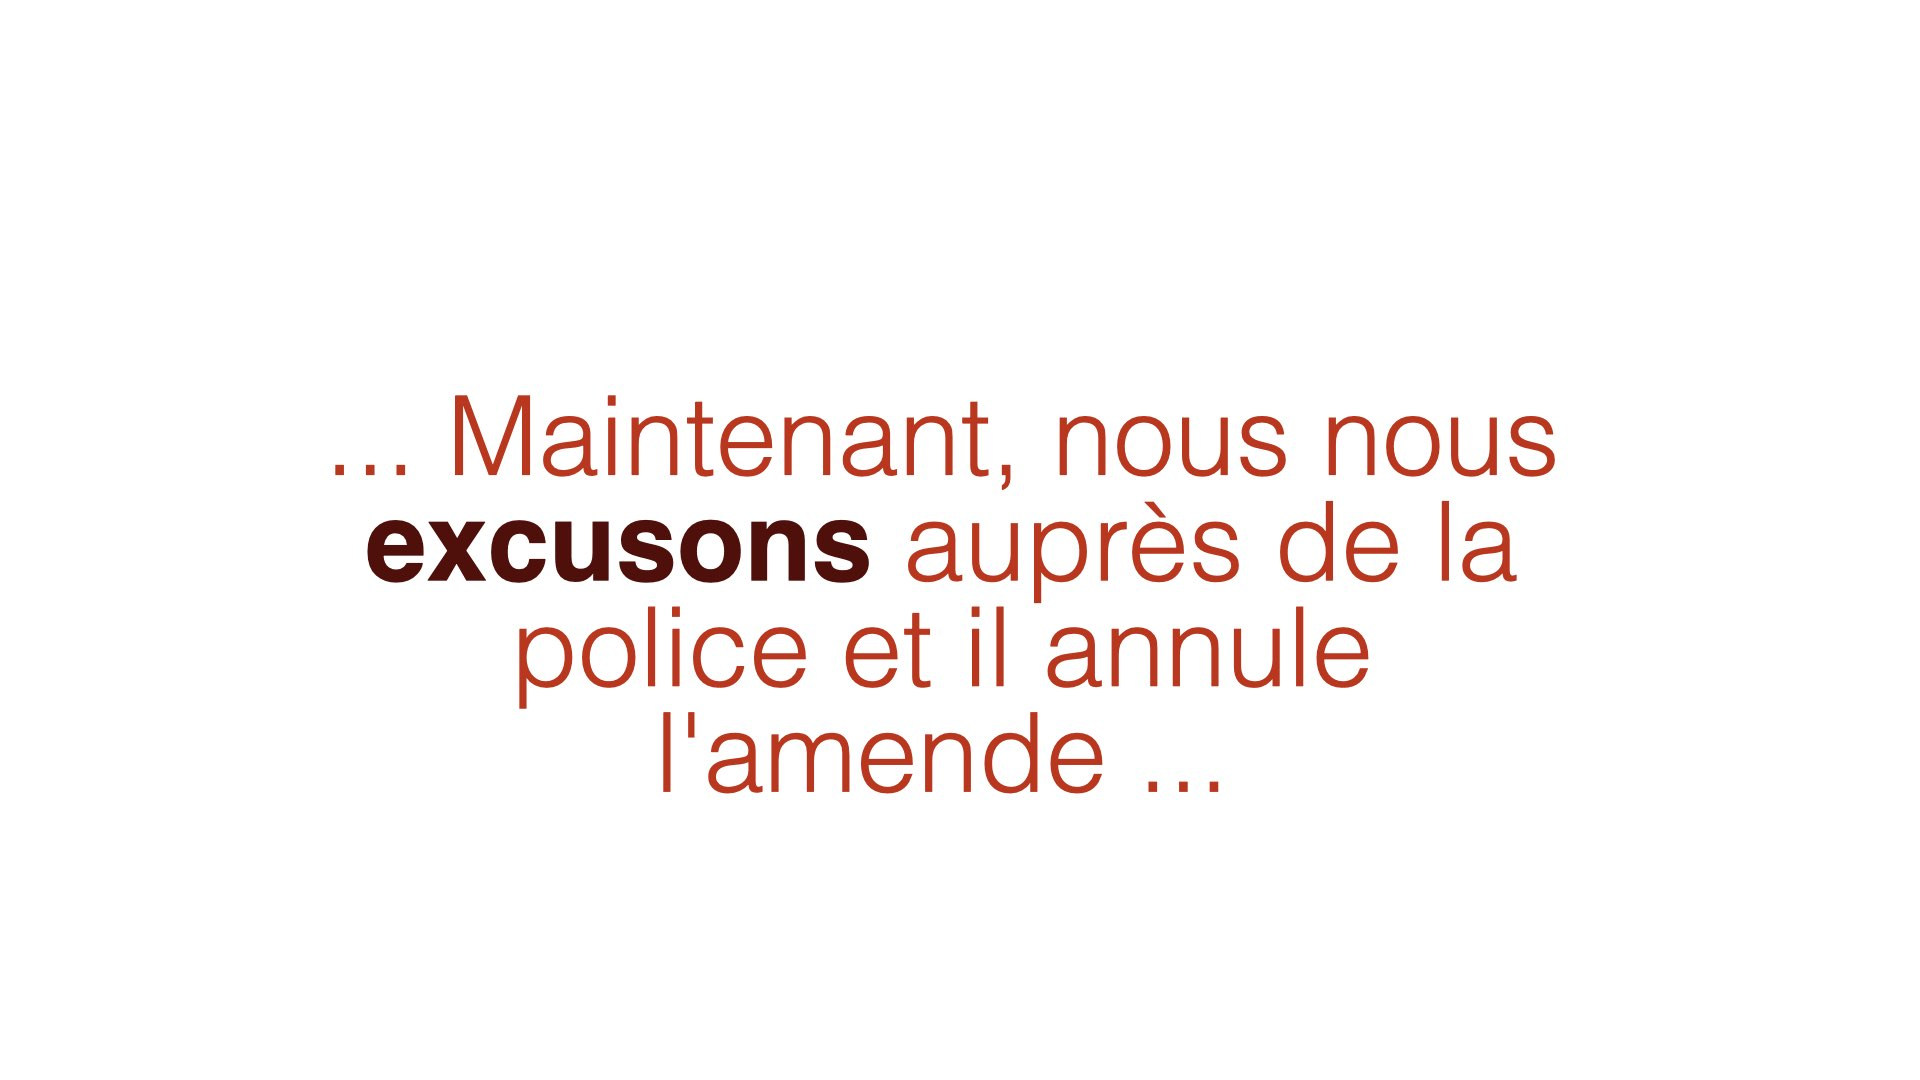 ... Maintenant, nous nous
excusons auprès de la
police et il annule
l'amende ...